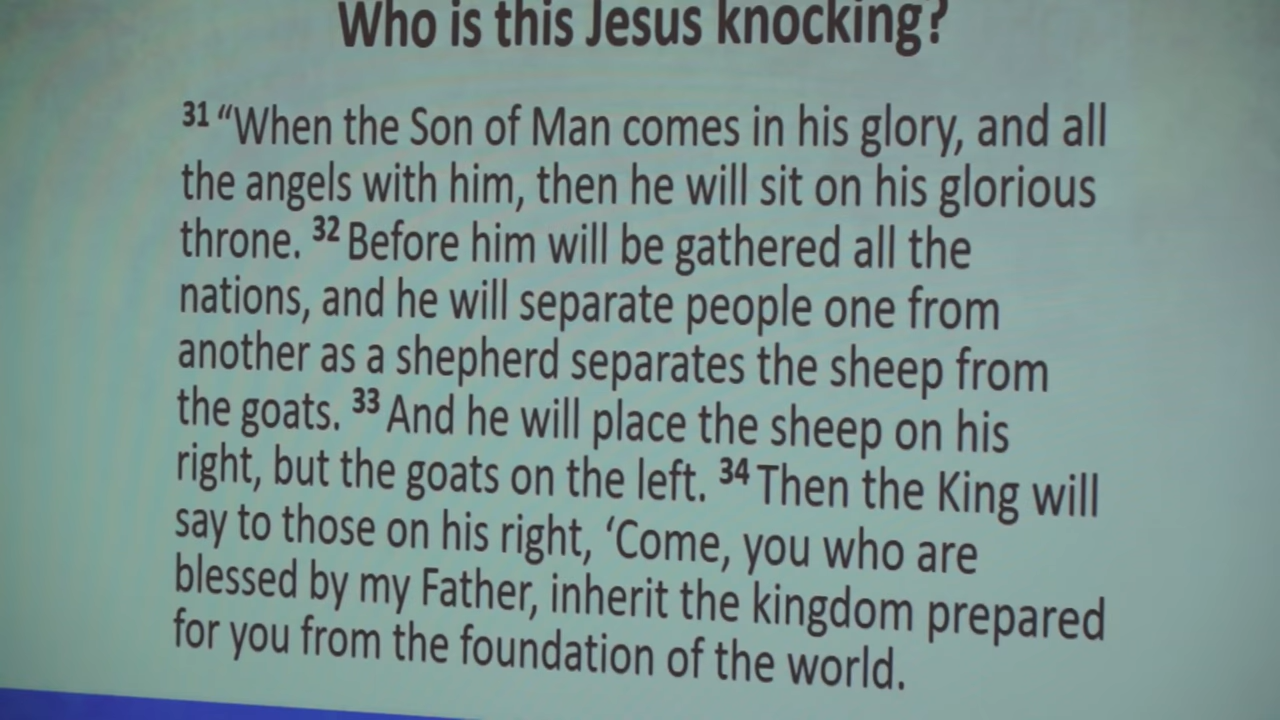 Who is this Jesus knocking?
31 “When the Son of Man comes in his glory, and all
the angels with him, then he will sit on his glorious
throne. 32 Before him will be gathered all the
nations, and he will separate people one from
another as a shepherd separates the sheep from
the goats. 33 And he will place the sheep on his
right, but the goats on the left. 34 Then the King will
say to those on his right, ‘Come, you who are
blessed by my Father, inherit the kingdom prepared
for you from the foundation of the world.